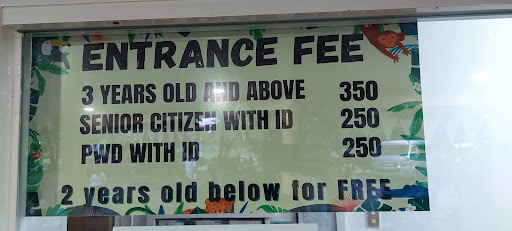 ENTRANCE FEE
3 YEARS OLD AND ABOVE 350
SENIOR CITIZEN WITH ID 250
PWD WITH ID 250
2 years old below for FREE